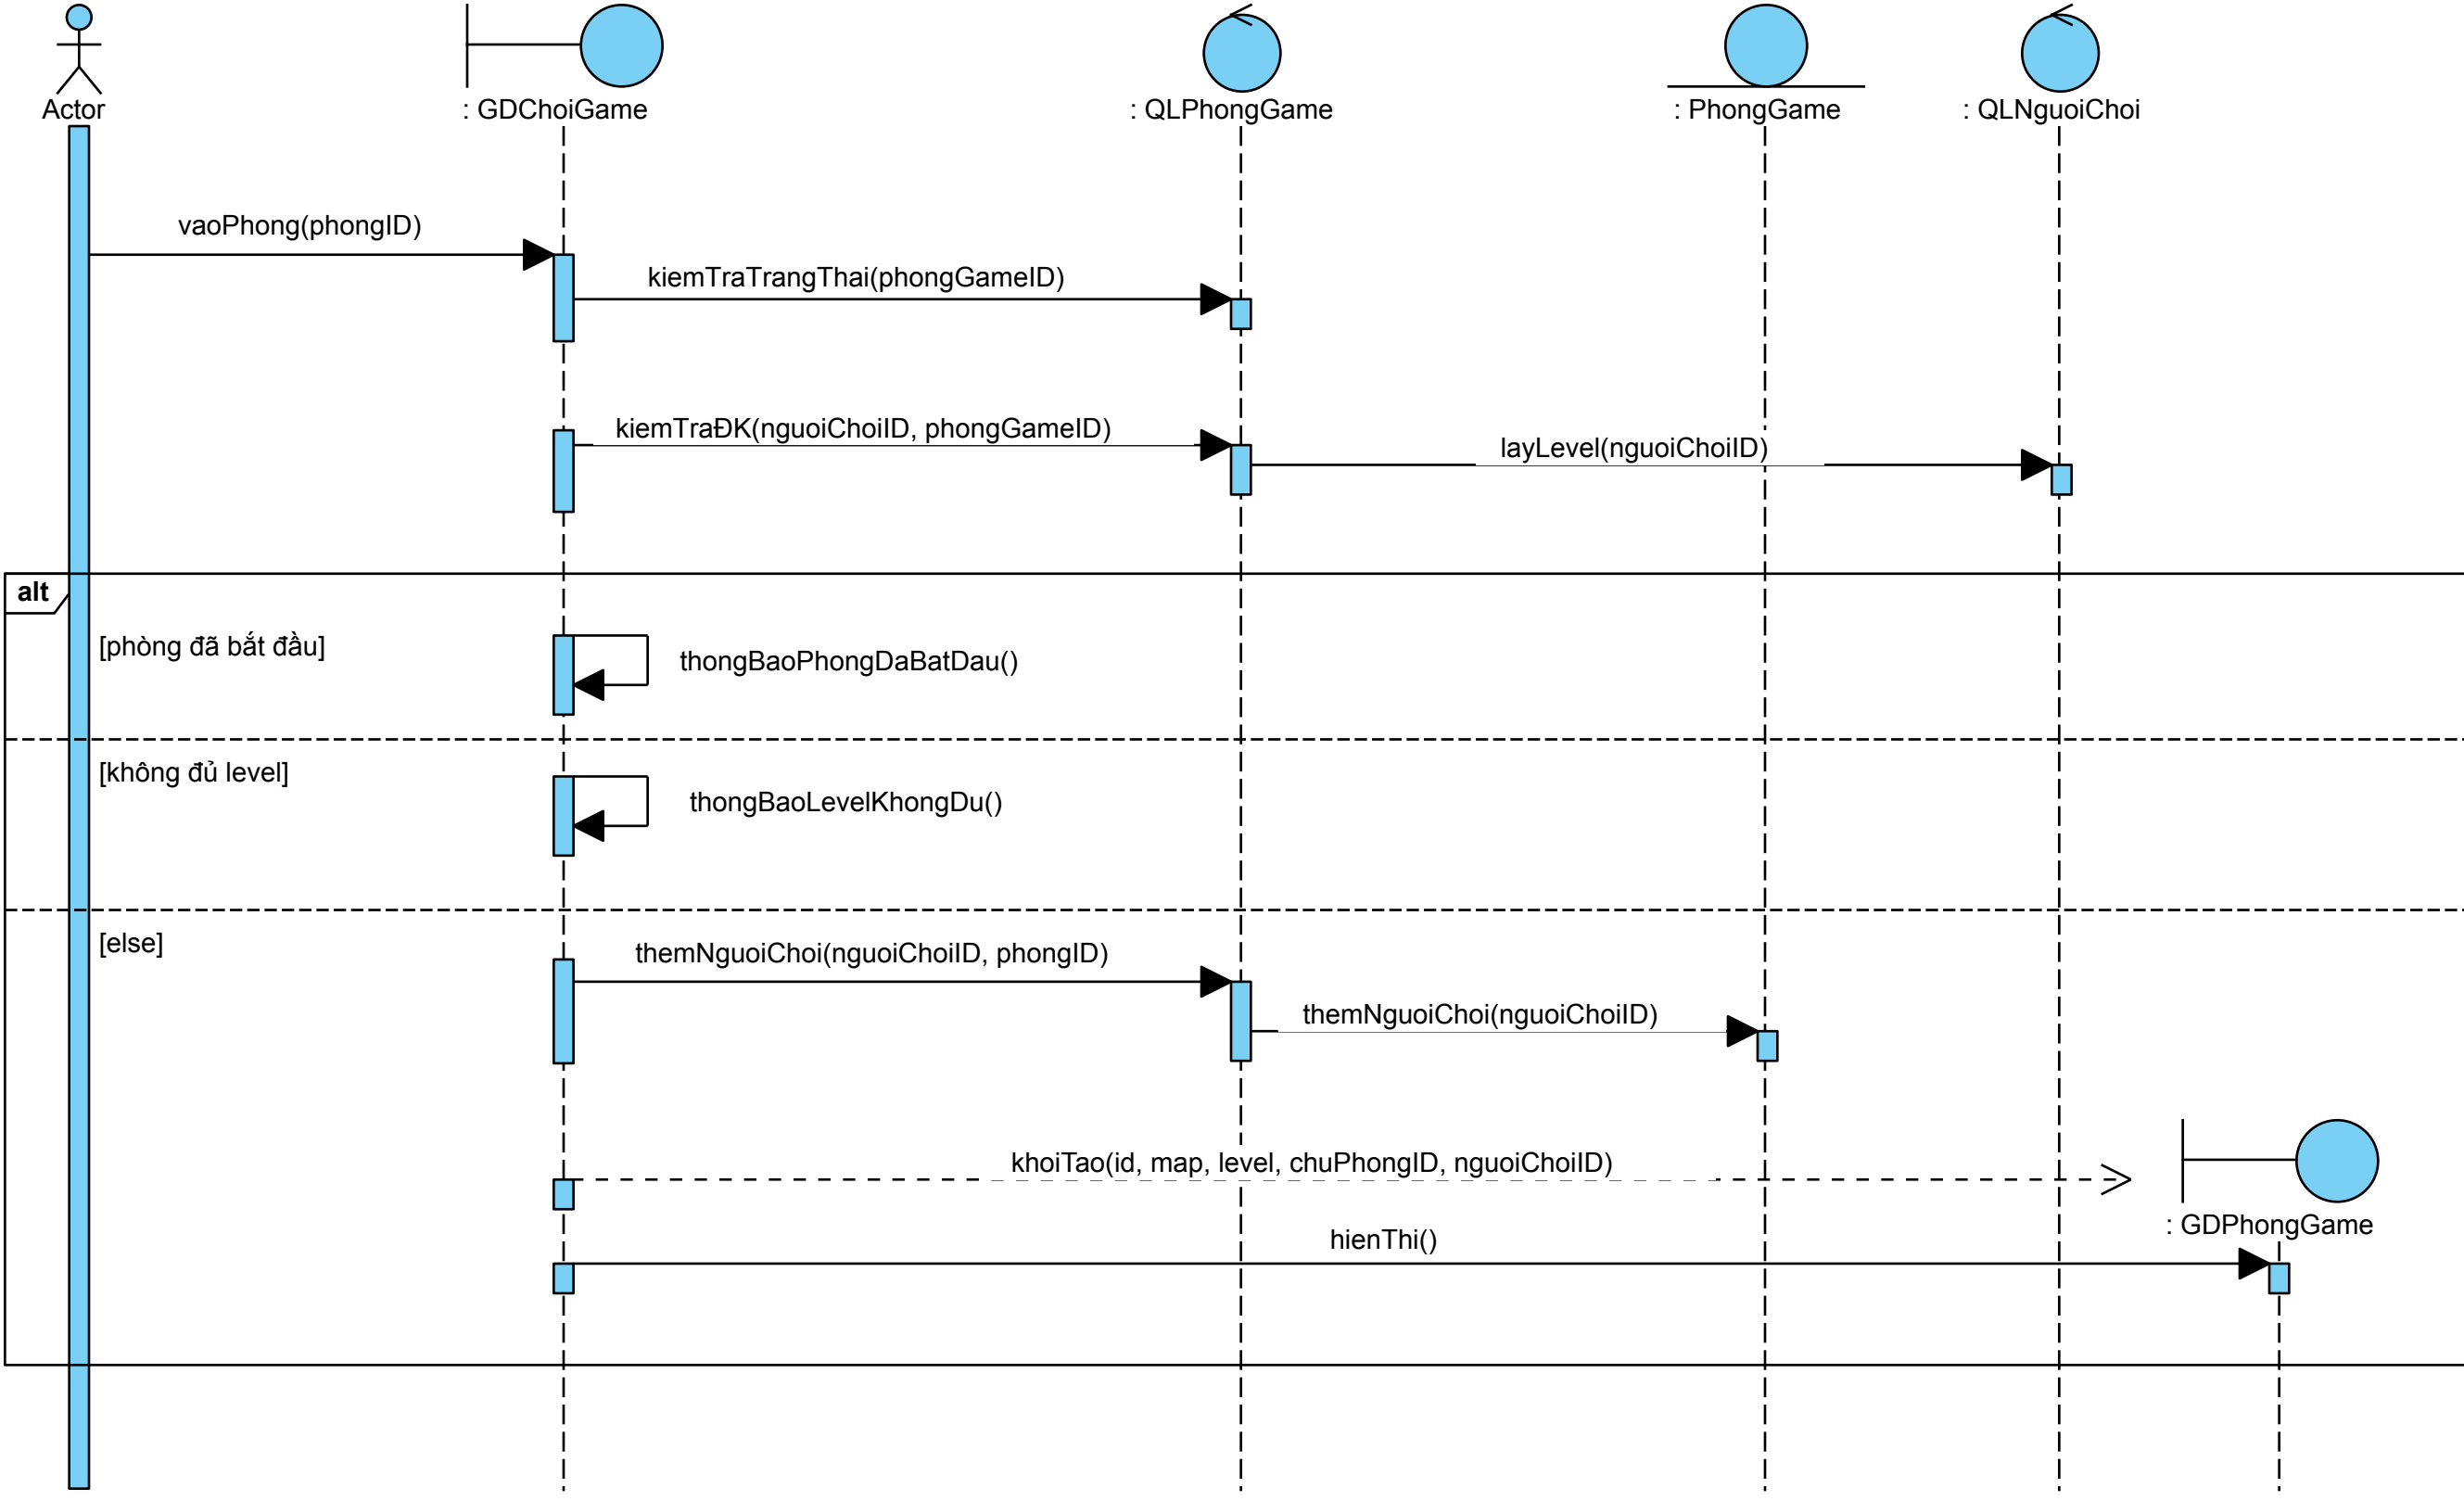 Actor
: GDChoiGame
: QLPhongGame
: PhongGame
: QLNguoiChoi
vaoPhong(phongID)
kiemTraTrangThai(phongGameID)
kiemTraĐK(nguoiChoiID, phongGameID)
layLevel(nguoiChoiID)
alt
[phòng đã bắt đầu]
thongBaoPhongDaBatDau()
[không đủ level]
thongBaoLevelKhongDu()
[else]
themNguoiChoi(nguoiChoiID, phongID)
themNguoiChoi(nguoiChoiID)
khoiTao(id, map, level, chuPhongID, nguoiChoiID)
: GDPhongGame
hienThi()